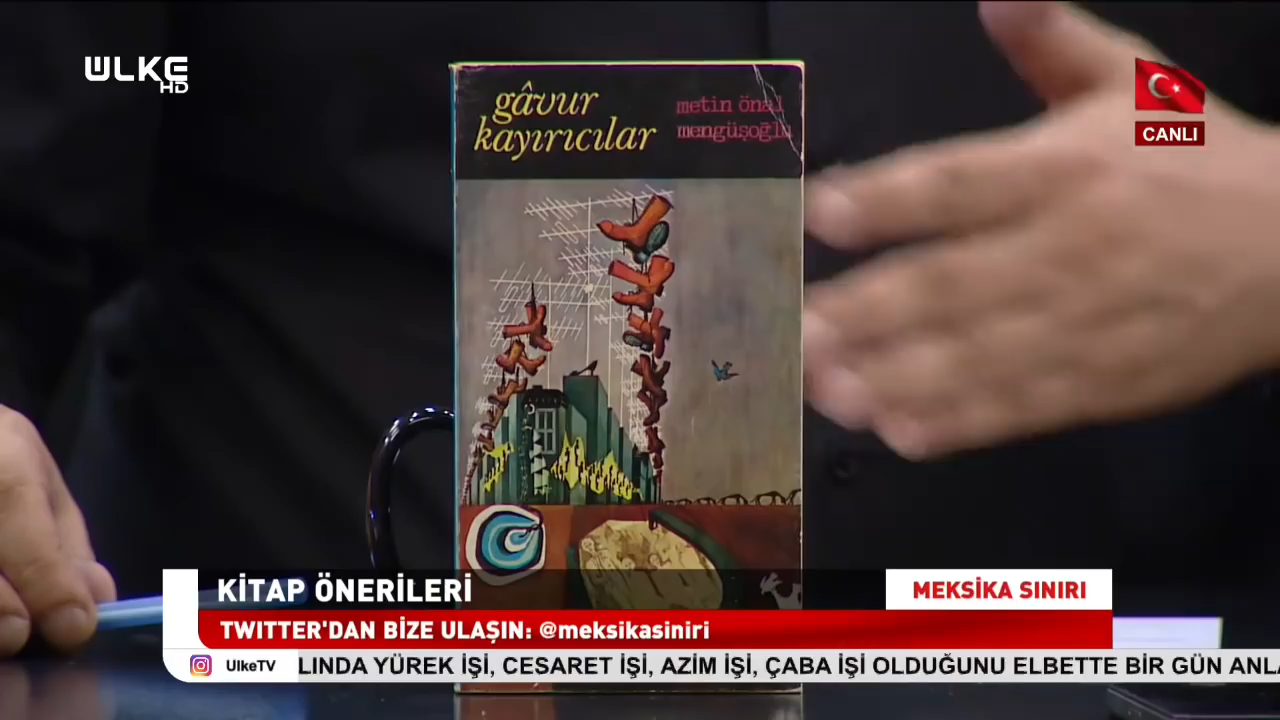 ÜLKE
HD
gâvur
kayırıcılar
metin önal
mengüşoğlu
CANLI
KİTAP ÖNERİLERİ
MEKSİKA SINIRI
TWITTER'DAN BİZE ULAŞIN: @meksikasiniri
UlkeTV
LINDA YÜREK İŞİ, CESARET İŞİ, AZİM İŞİ, ÇABA İŞİ OLDUĞUNU ELBETTE BİR GÜN ANLA